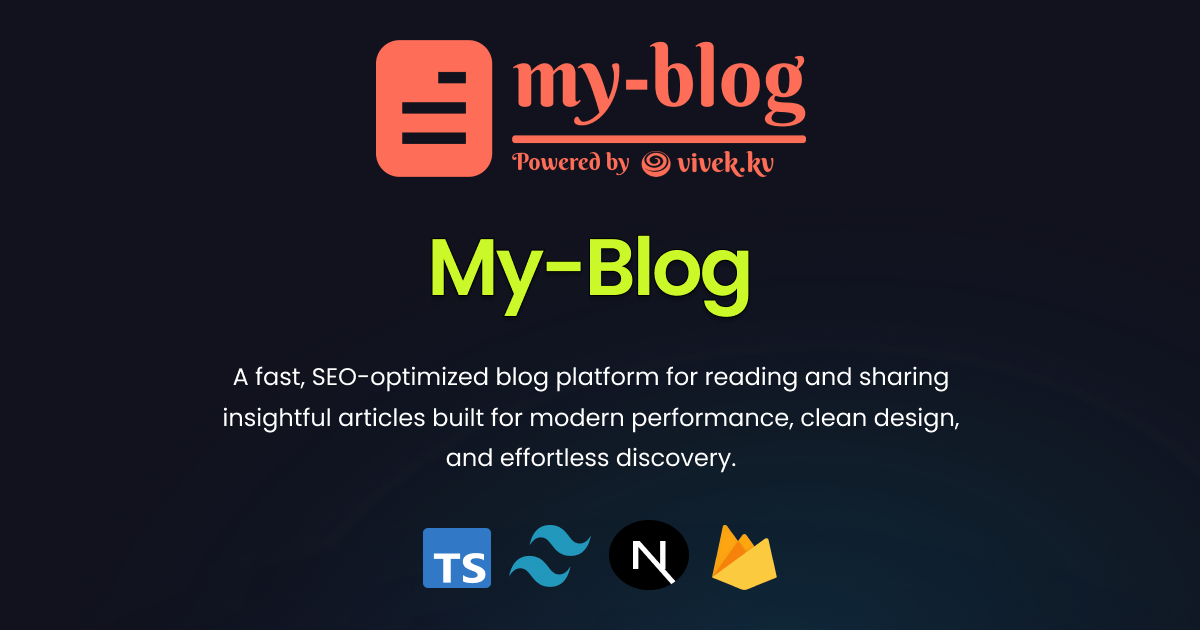 my-blog
Powered by vivek.kv
My-Blog
A fast, SEO-optimized blog platform for reading and sharing
insightful articles built for modern performance, clean design,
and effortless discovery.
TS N